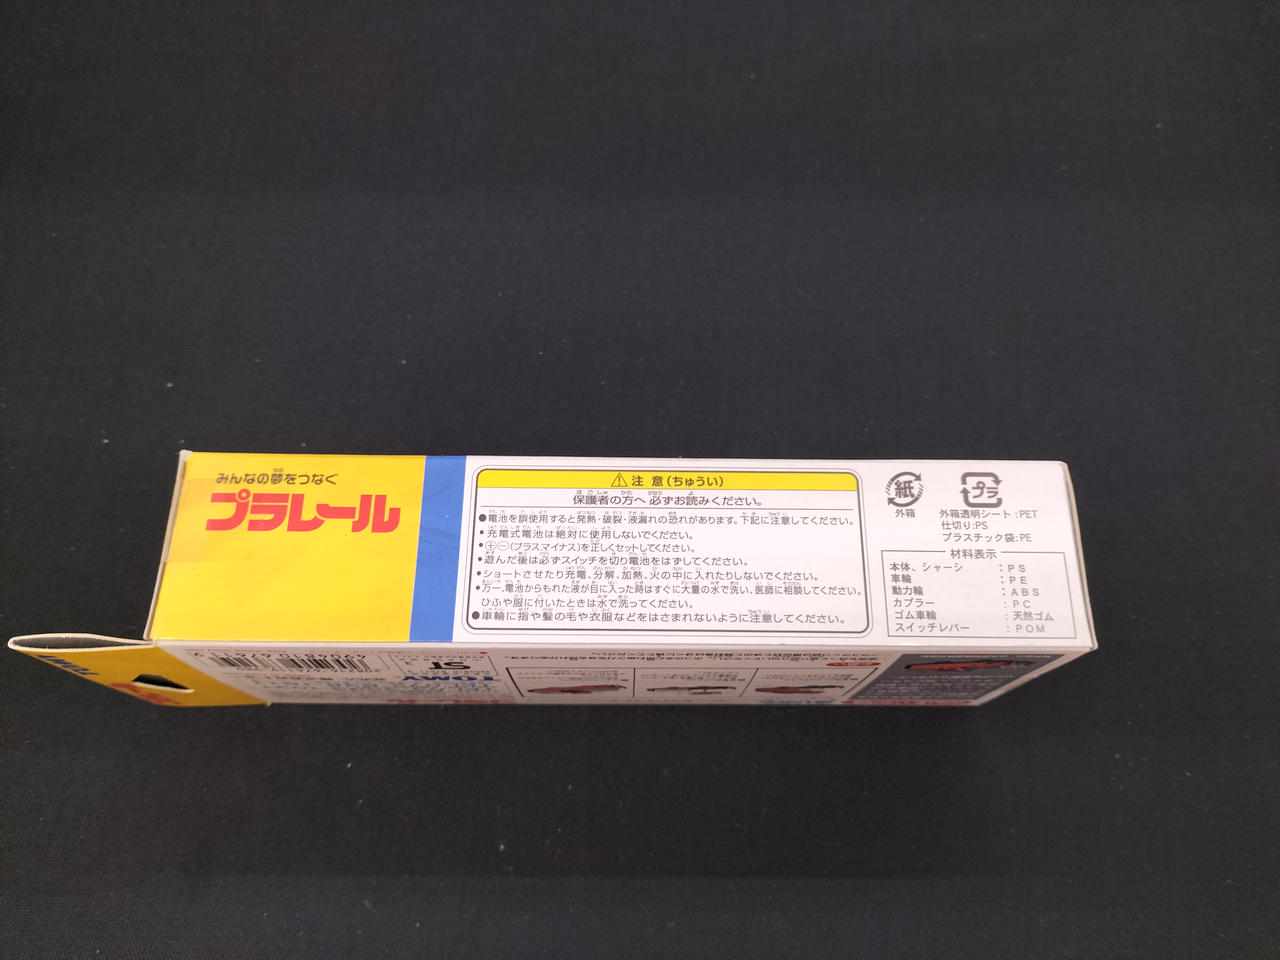 みんなの夢をつなぐ
プラレール
注意(ちゅうい)
保護者の方へ 必ずお読みください。
●電池を誤使用すると発熱・破裂・液漏れの恐れがあります。下記に注意してください。
・充電式電池は絶対に使用しないでください。
・⊕⊖(プラスマイナス)を正しくセットしてください。
・遊んだ後は必ずスイッチを切り電池をはずしてください。
・ショートさせたり充電、分解、加熱、火の中に入れたりしないでください。
・万一、電池からもれた液が目に入った時はすぐに大量の水で洗い、医師に相談してください。
ひふや服に付いたときは水で洗ってください。
●車輪に指や髪の毛や衣服などをはさまれないように注意してください。
紙
外箱
プラ
外箱透明シート:PET
仕切り:PS
プラスチック袋:PE
材料表示
本体、シャーシ :PS
車輪 :PE
動力輪 :ABS
カプラー :PC
ゴム車輪 :天然ゴム
スイッチレバー :POM
TOMY
ST
プラレール
TOMY